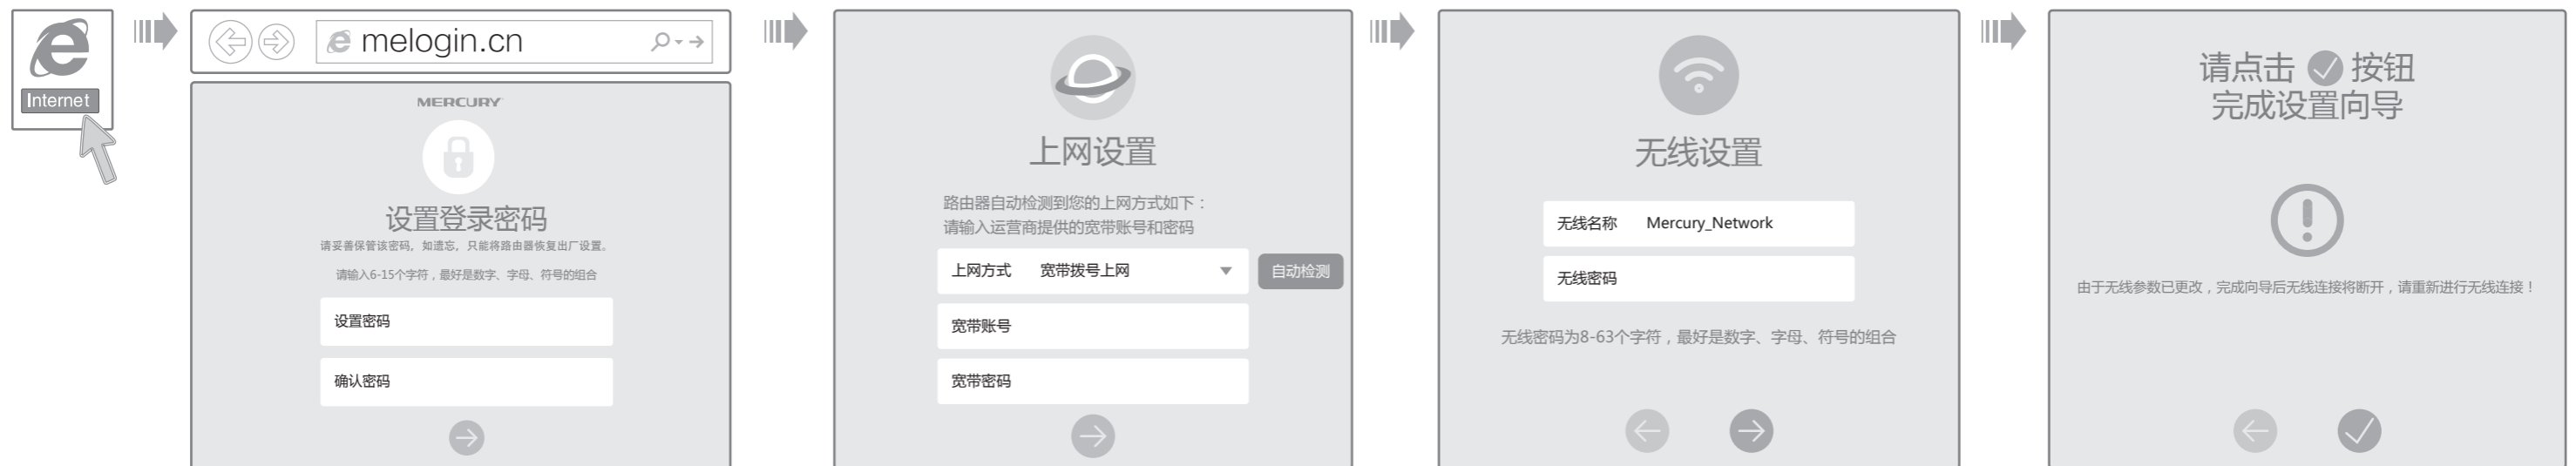 Internet
melogin.cn
MERCURY
设置登录密码
请妥善保管该密码，如遗忘，只能将路由器恢复出厂设置。
请输入6-15个字符，最好是数字、字母、符号的组合
设置密码
确认密码
上网设置
路由器自动检测到您的上网方式如下：
请输入运营商提供的宽带账号和密码
上网方式 宽带拨号上网 自动检测
宽带账号
宽带密码
无线设置
无线名称 Mercury_Network
无线密码
无线密码为8-63个字符，最好是数字、字母、符号的组合
请点击 按钮
完成设置向导
由于无线参数已更改，完成向导后无线连接将断开，请重新进行无线连接！